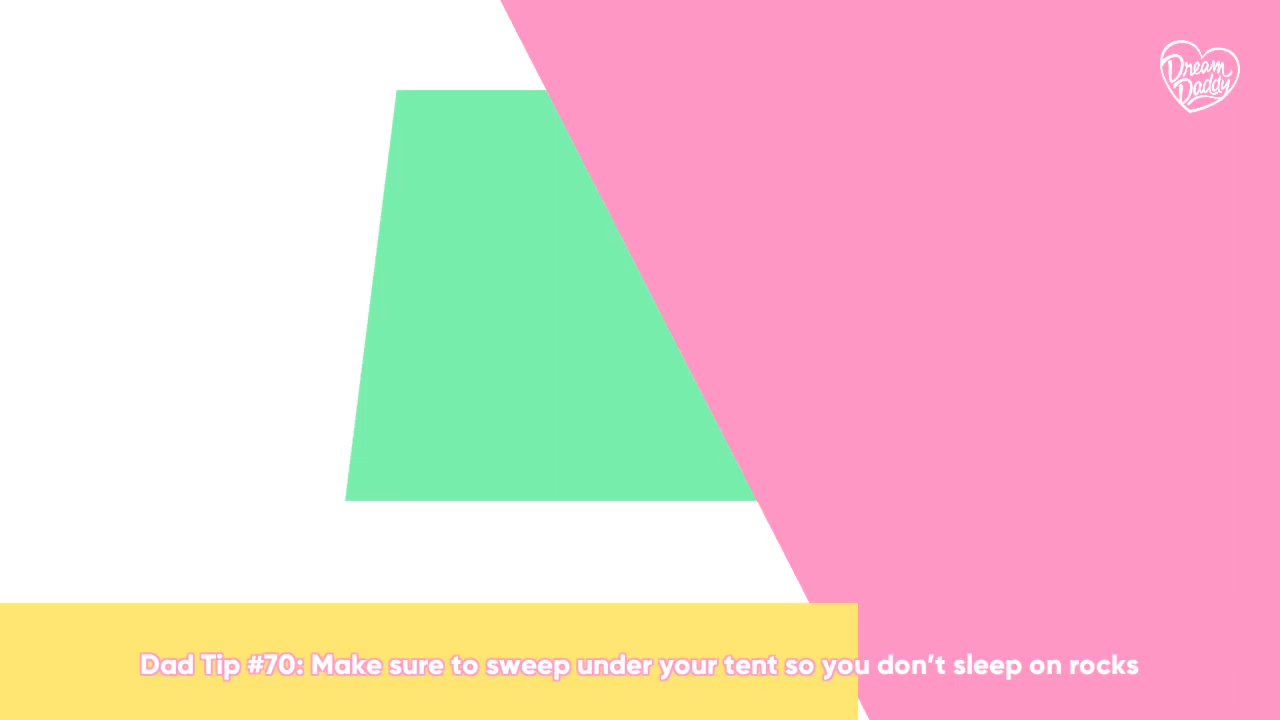 Dream
Daddy
Dad Tip #70: Make sure to sweep under your tent so you don’t sleep on rocks